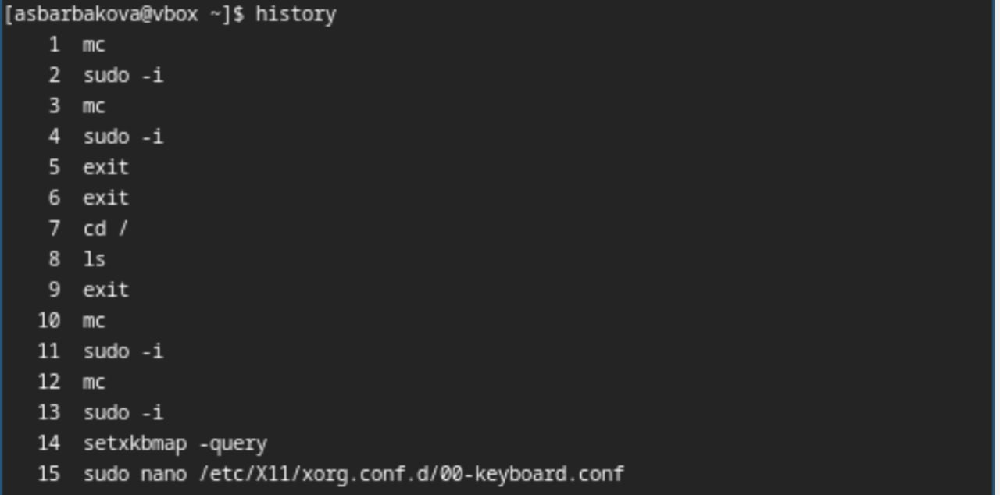 [asbarbakova@vbox ~]$ history
1 mc
2 sudo -i
3 mc
4 sudo -i
5 exit
6 exit
7 cd /
8 ls
9 exit
10 mc
11 sudo -i
12 mc
13 sudo -i
14 setxkbmap -query
15 sudo nano /etc/X11/xorg.conf.d/00-keyboard.conf